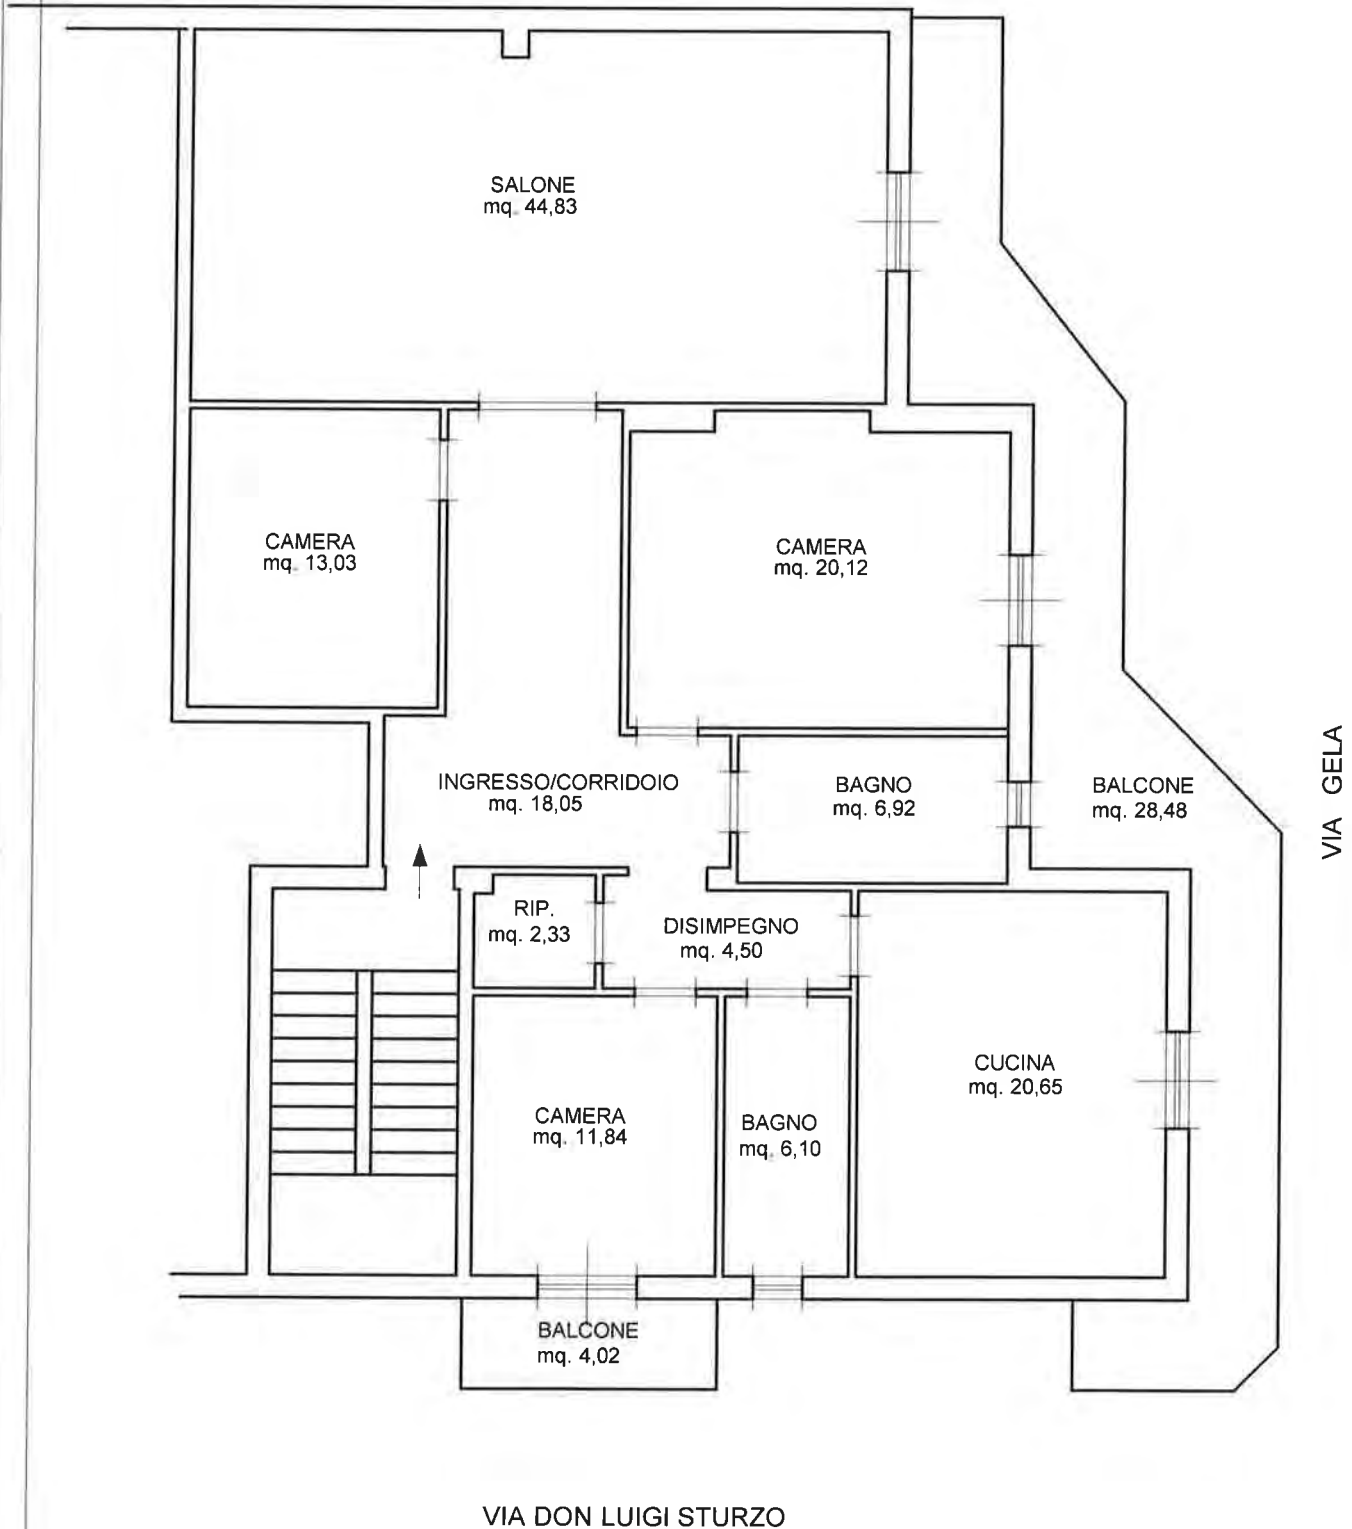 SALONE
mq. 44,83
CAMERA
mq. 13,03
CAMERA
mq. 20,12
INGRESSO/CORRIDOIO
mq. 18,05
BAGNO
mq. 6,92
BALCONE
mq. 28,48
VIA GELA
RIP.
mq. 2,33
DISIMPEGNO
mq. 4,50
CUCINA
mq. 20,65
CAMERA
mq. 11,84
BAGNO
mq. 6,10
BALCONE
mq. 4,02
VIA DON LUIGI STURZO